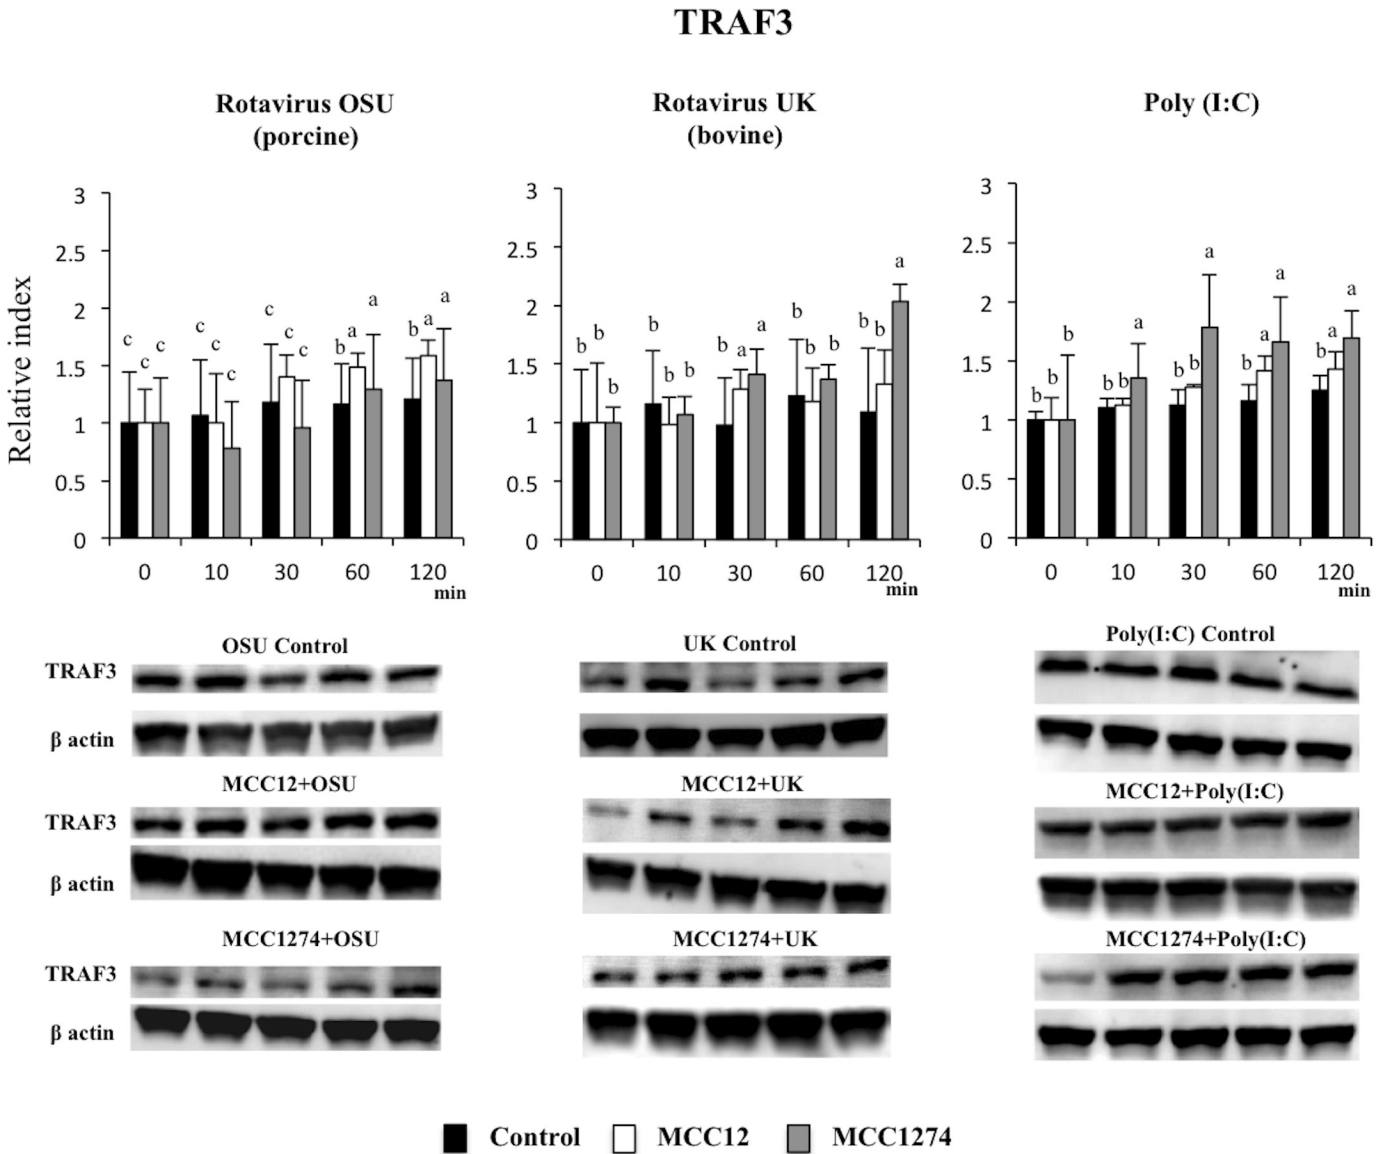 TRAF3
Rotavirus OSU
(porcine)
Rotavirus UK
(bovine)
Poly (I:C)
Relative index
3
2.5
2
1.5
1
0.5
0
c c c
c c c
c c c
b a a
b a a
0 10 30 60 120
min
3
2.5
2
1.5
1
0.5
0
b b b
b b b
b a a
b b b
b b a
0 10 30 60 120
min
3
2.5
2
1.5
1
0.5
0
b b b
b b a
b b a
b a a
b a a
0 10 30 60 120
min
OSU Control
TRAF3
β actin
MCC12+OSU
TRAF3
β actin
MCC1274+OSU
TRAF3
β actin
UK Control
MCC12+UK
MCC1274+UK
Poly(I:C) Control
MCC12+Poly(I:C)
MCC1274+Poly(I:C)
Control MCC12 MCC1274